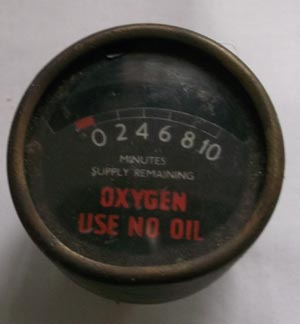 0 2 4 6 8 10
MINUTES
SUPPLY REMAINING
OXYGEN
USE NO OIL